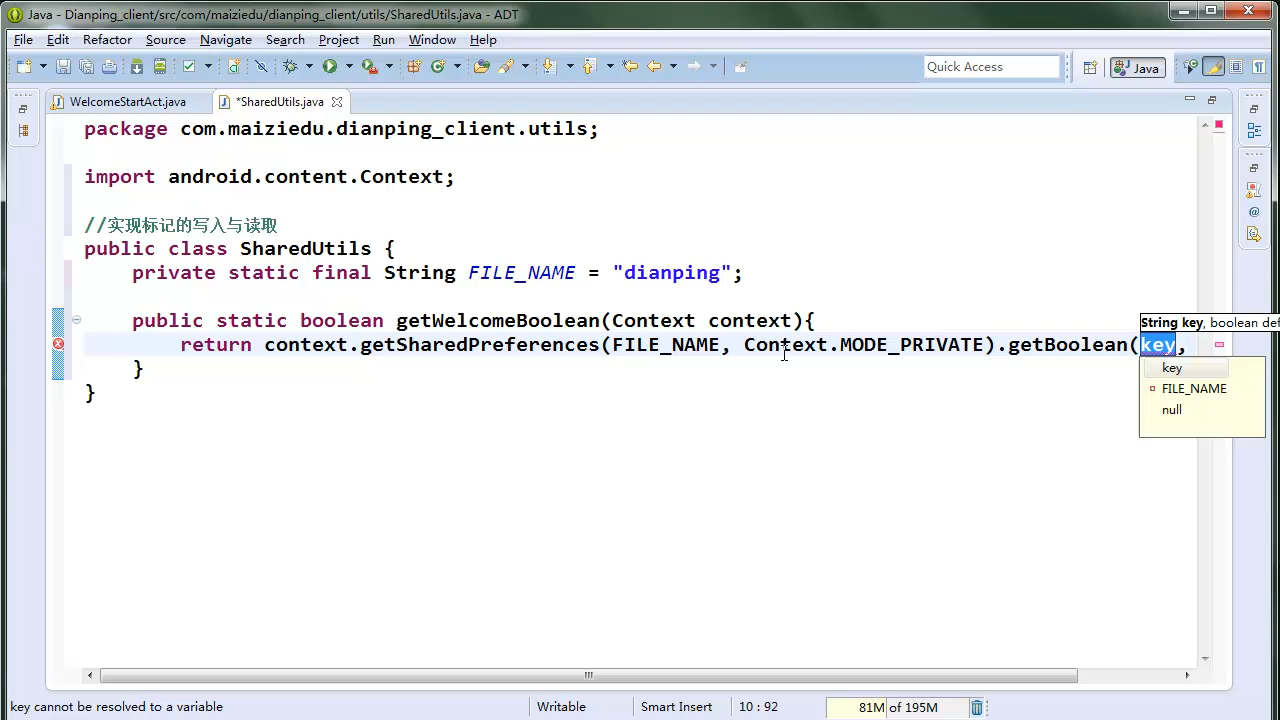 Java - Dianping_client/src/com/maiziedu/dianping_client/utils/SharedUtils.java - ADT
File Edit Refactor Source Navigate Search Project Run Window Help
Quick Access
Java
WelcomeStartAct.java
*SharedUtils.java
package com.maiziedu.dianping_client.utils;
import android.content.Context;
//实现标记的写入与读取
public class SharedUtils {
private static final String FILE_NAME = "dianping";
public static boolean getWelcomeBoolean(Context context){
String key, boolean def
return context.getSharedPreferences(FILE_NAME, Context.MODE_PRIVATE).getBoolean(key,
key
}
FILE_NAME
}
null
key cannot be resolved to a variable
Writable
Smart Insert
10 : 92
81M of 195M